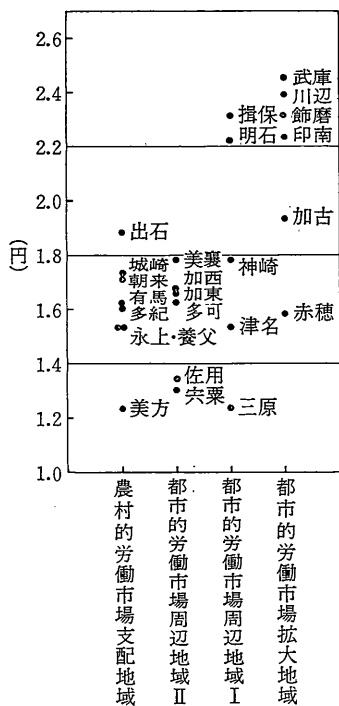 2.6
2.4
2.2
2.0
1.8
1.6
1.4
1.2
1.0
(円)
武庫
川辺
揖保
飾磨
明石
印南
加古
出石
城崎
美襄
朝来
加西
神崎
有馬
加東
多紀
多可
赤穂
氷上
養父
津名
佐用
宍粟
美方
三原
農村的労働市場支配地域
都市的労働市場周辺地域Ⅱ
都市的労働市場周辺地域Ⅰ
都市的労働市場拡大地域